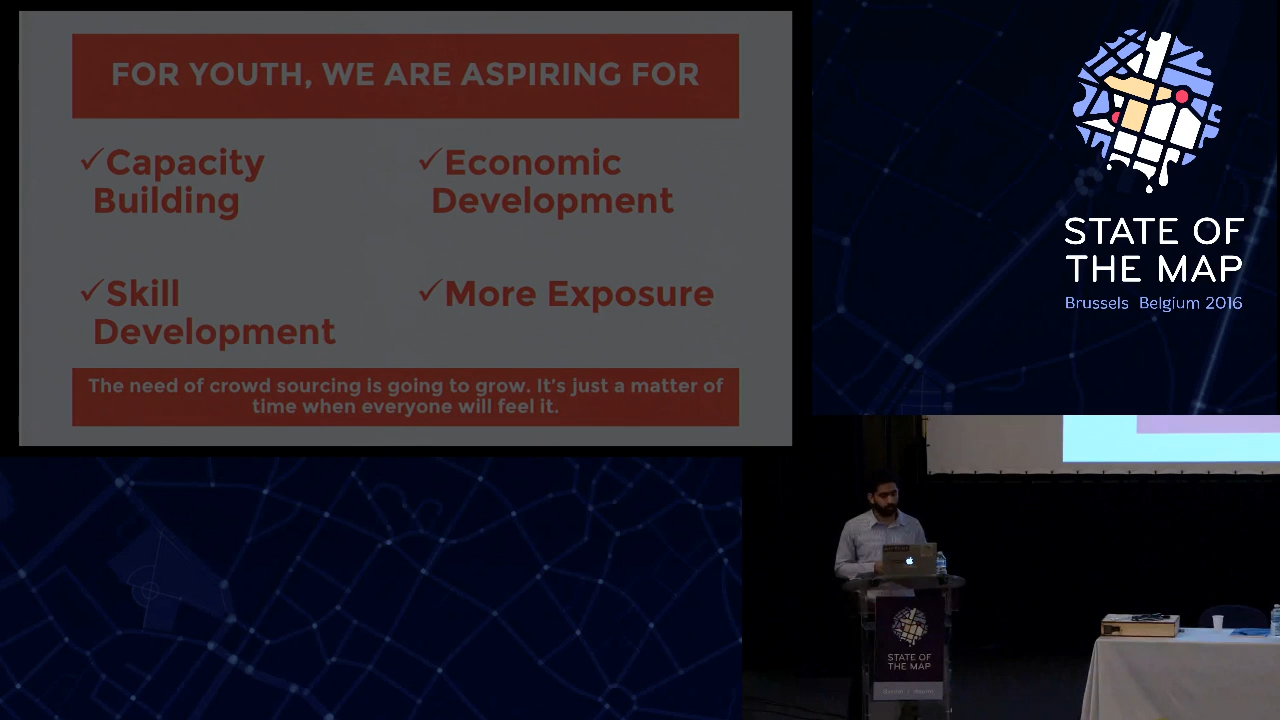 FOR YOUTH, WE ARE ASPIRING FOR
✓Capacity
Building
✓Economic
Development
✓Skill
Development
✓More Exposure
The need of crowd sourcing is going to grow. It's just a matter of
time when everyone will feel it.
STATE OF
THE MAP
Brussels Belgium 2016
STATE OF
THE MAP